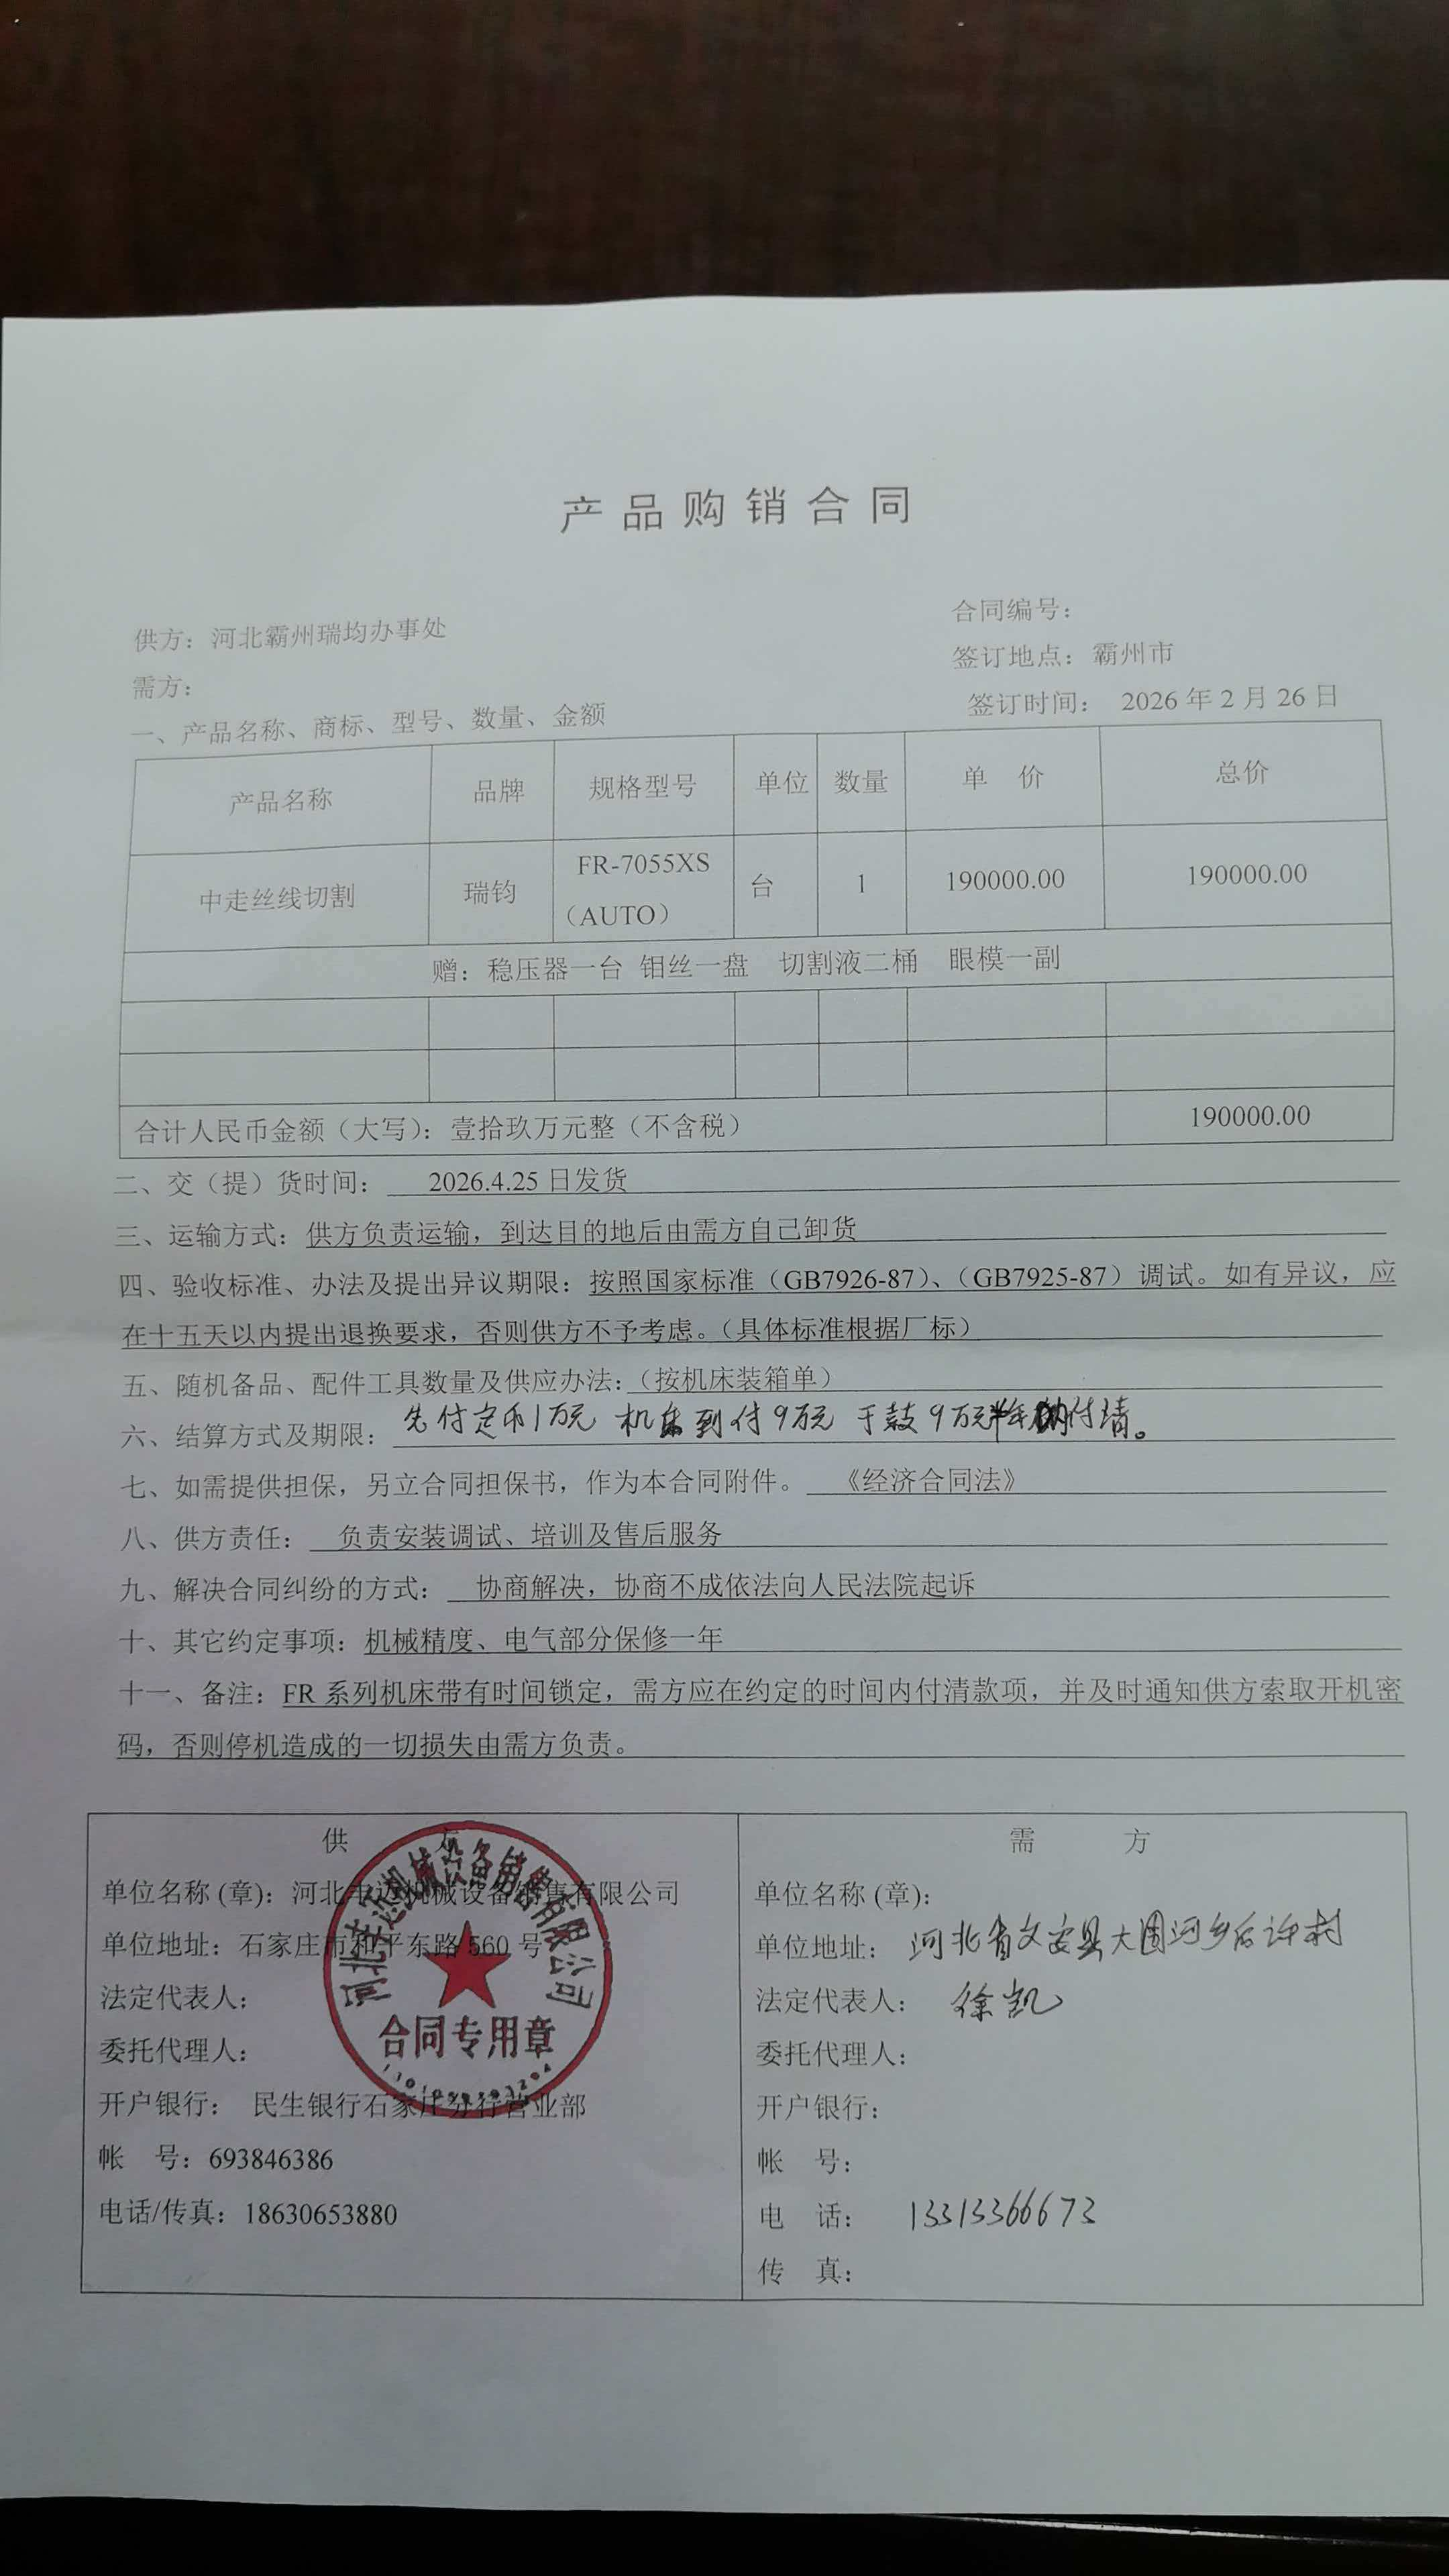 产品购销合同
合同编号：
供方：河北霸州瑞均办事处
签订地点：霸州市
需方：
签订时间： 2026 年 2 月 26 日
一、产品名称、商标、型号、数量、金额
产品名称 品牌 规格型号 单位 数量 单 价 总价
中走丝线切割 瑞钧 FR-7055XS（AUTO） 台 1 190000.00 190000.00
赠：稳压器一台 钼丝一盘 切割液二桶 眼模一副
合计人民币金额（大写）：壹拾玖万元整（不含税） 190000.00
二、交（提）货时间： 2026.4.25 日发货
三、运输方式：供方负责运输，到达目的地后由需方自己卸货
四、验收标准、办法及提出异议期限：按照国家标准（GB7926-87）、（GB7925-87）调试。如有异议，应
在十五天以内提出退换要求，否则供方不予考虑。（具体标准根据厂标）
五、随机备品、配件工具数量及供应办法：（按机床装箱单）
六、结算方式及期限：先付定币1万元 机床到付9万元 于款9万元半年内付清。
七、如需提供担保，另立合同担保书，作为本合同附件。 《经济合同法》
八、供方责任： 负责安装调试、培训及售后服务
九、解决合同纠纷的方式： 协商解决，协商不成依法向人民法院起诉
十、其它约定事项：机械精度、电气部分保修一年
十一、备注：FR 系列机床带有时间锁定，需方应在约定的时间内付清款项，并及时通知供方索取开机密
码，否则停机造成的一切损失由需方负责。
供 方
单位名称 (章)：河北 机械设备销售有限公司
单位地址：石家庄市和平东路 560 号
法定代表人：
委托代理人：
开户银行： 民生银行石家庄分行营业部
帐 号：693846386
电话/传真：18630653880
机械设备销售有限公司
合同专用章
需 方
单位名称 (章)：
单位地址： 河北省文安县大围河乡后许村
法定代表人： 徐凯
委托代理人：
开户银行：
帐 号：
电 话： 13313366673
传 真：